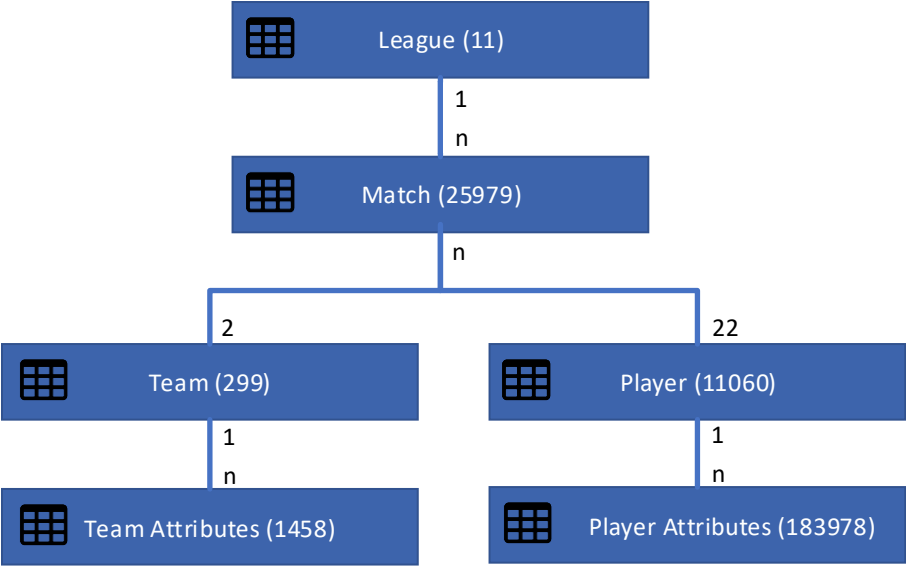 League (11)
1
n
Match (25979)
n
2
22
Team (299)
Player (11060)
1
1
n
n
Team Attributes (1458)
Player Attributes (183978)